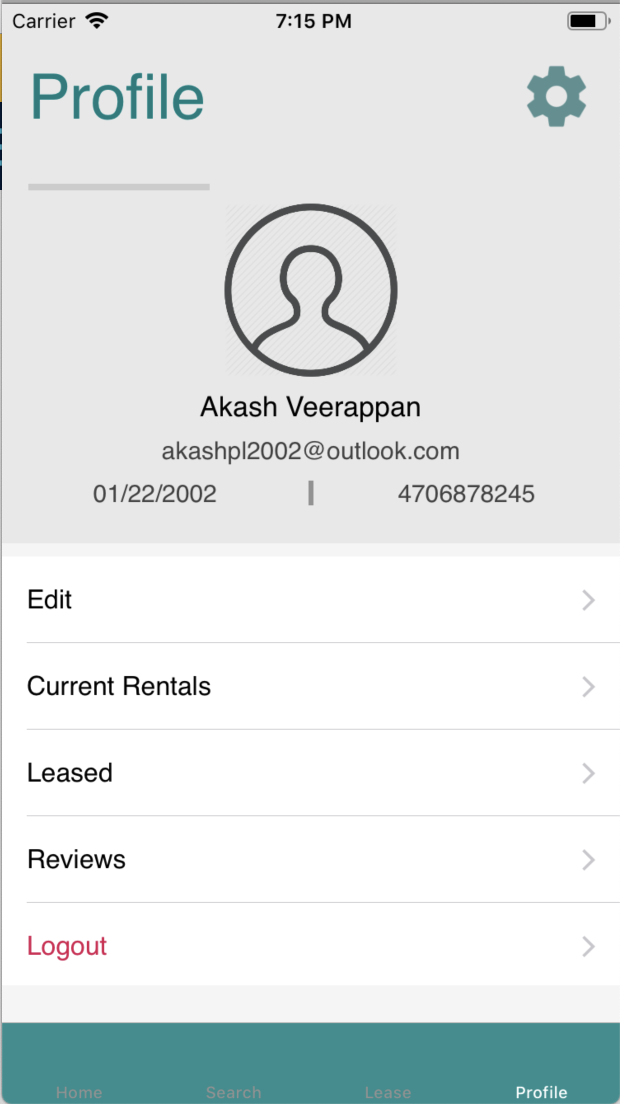 Carrier 7:15 PM
Profile
Akash Veerappan
akashpl2002@outlook.com
01/22/2002 | 4706878245
Edit
Current Rentals
Leased
Reviews
Logout
Home Search Lease Profile